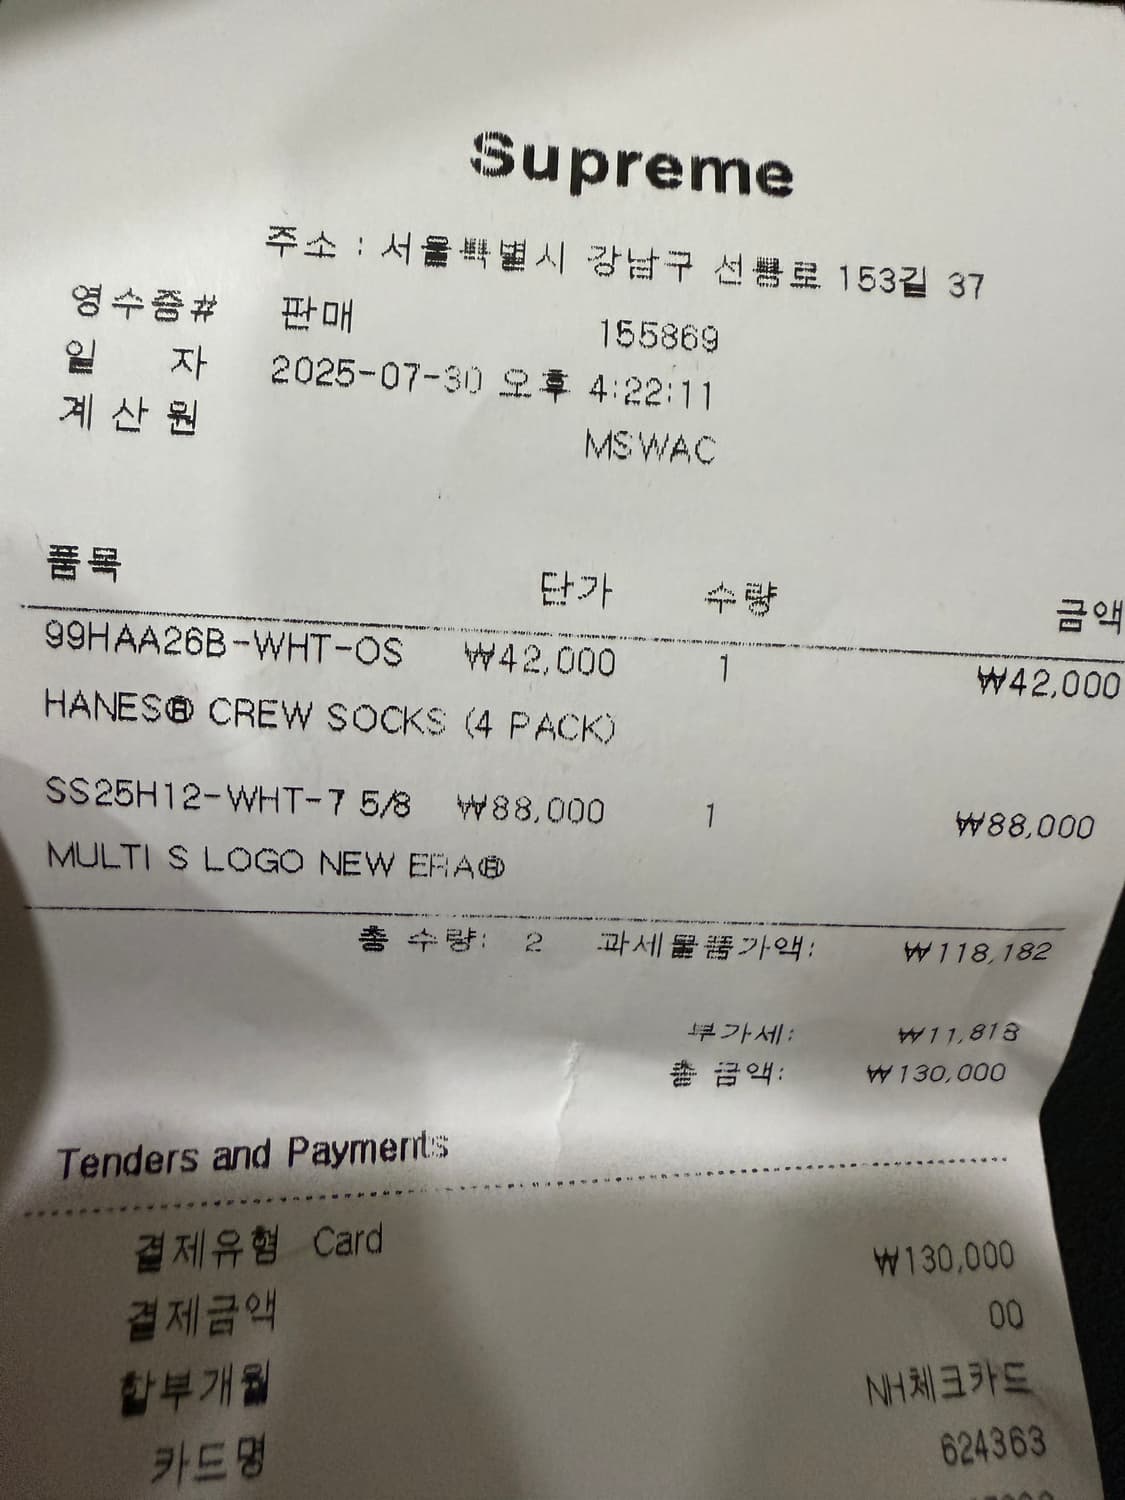 Supreme
주소 : 서울특별시 강남구 선릉로 153길 37
영수증# 판매 155869
일 자 2025-07-30 오후 4:22:11
계 산 원 MSWAC
품목 단가 수량 금액
99HAA26B-WHT-OS ₩42,000 1 ₩42,000
HANES® CREW SOCKS (4 PACK)
SS25H12-WHT-7 5/8 ₩88,000 1 ₩88,000
MULTI S LOGO NEW ERA®
총 수량: 2 과세물품가액: ₩118,182
부가세: ₩11,818
총 금액: ₩130,000
Tenders and Payments
결제유형 Card
결제금액 ₩130,000
할부개월 00
카드명 NH체크카드
624363